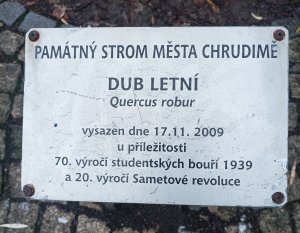 PAMÁTNÝ STROM MĚSTA CHRUDIMĚ
DUB LETNÍ
Quercus robur
vysazen dne 17.11. 2009
u příležitosti
70. výročí studentských bouří 1939
a 20. výročí Sametové revoluce